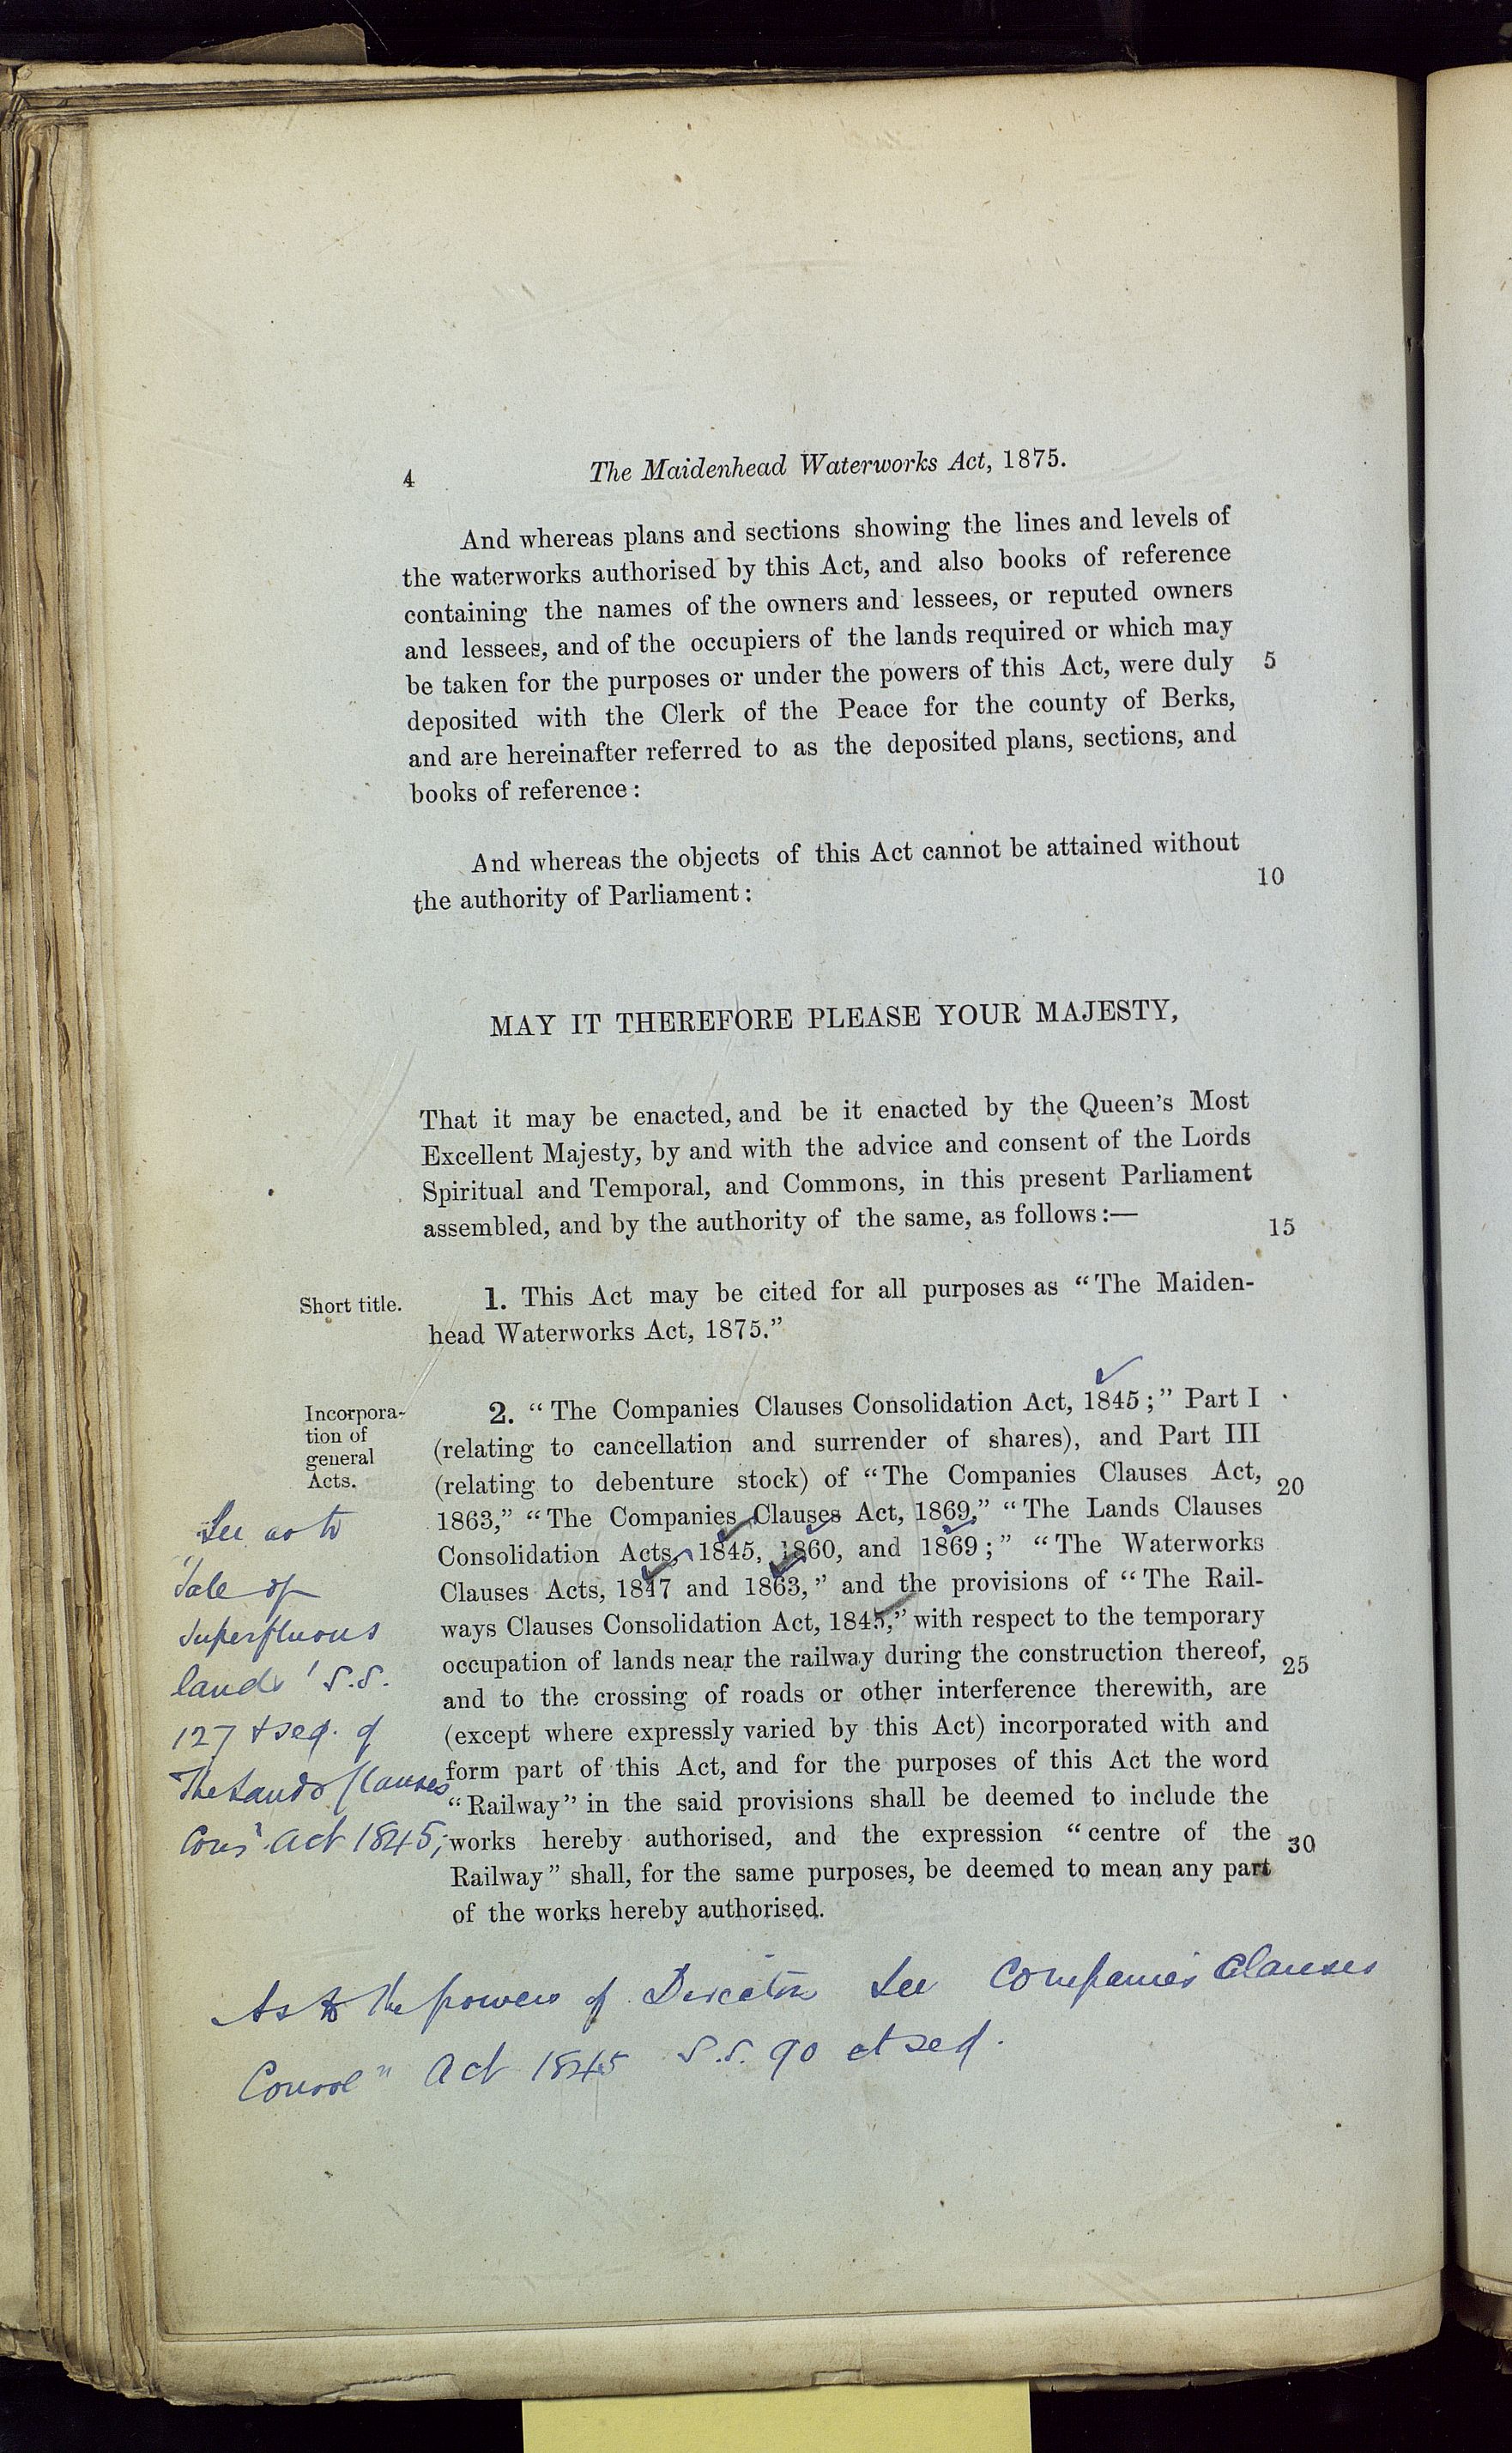 4 The Maidenhead Waterworks Act, 1875.
And whereas plans and sections showing the lines and levels of
the waterworks authorised by this Act, and also books of reference
containing the names of the owners and lessees, or reputed owners
and lessees, and of the occupiers of the lands required or which may
be taken for the purposes or under the powers of this Act, were duly 5
deposited with the Clerk of the Peace for the county of Berks,
and are hereinafter referred to as the deposited plans, sections, and
books of reference:
And whereas the objects of this Act cannot be attained without
the authority of Parliament: 10
MAY IT THEREFORE PLEASE YOUR MAJESTY,
That it may be enacted, and be it enacted by the Queen's Most
Excellent Majesty, by and with the advice and consent of the Lords
Spiritual and Temporal, and Commons, in this present Parliament
assembled, and by the authority of the same, as follows:— 15
Short title.
1. This Act may be cited for all purposes as "The Maiden-
head Waterworks Act, 1875."
Incorpora-
tion of
general
Acts.
2. "The Companies Clauses Consolidation Act, 1845;" Part I
(relating to cancellation and surrender of shares), and Part III
(relating to debenture stock) of "The Companies Clauses Act, 20
1863," "The Companies Clauses Act, 1869," "The Lands Clauses
Consolidation Acts, 1845, 1860, and 1869;" "The Waterworks
Clauses Acts, 1847 and 1863," and the provisions of "The Rail-
ways Clauses Consolidation Act, 1845," with respect to the temporary
occupation of lands near the railway during the construction thereof, 25
and to the crossing of roads or other interference therewith, are
(except where expressly varied by this Act) incorporated with and
form part of this Act, and for the purposes of this Act the word
"Railway" in the said provisions shall be deemed to include the
works hereby authorised, and the expression "centre of the 30
Railway" shall, for the same purposes, be deemed to mean any part
of the works hereby authorised.
See as to
'Sale of
superfluous
lands' S.S.
127 & seq. of
The Lands Clauses
Cons. Act 1845;
As to the powers of Directors See Companies Clauses
Consoln Act 1845 S.S. 90 et seq.